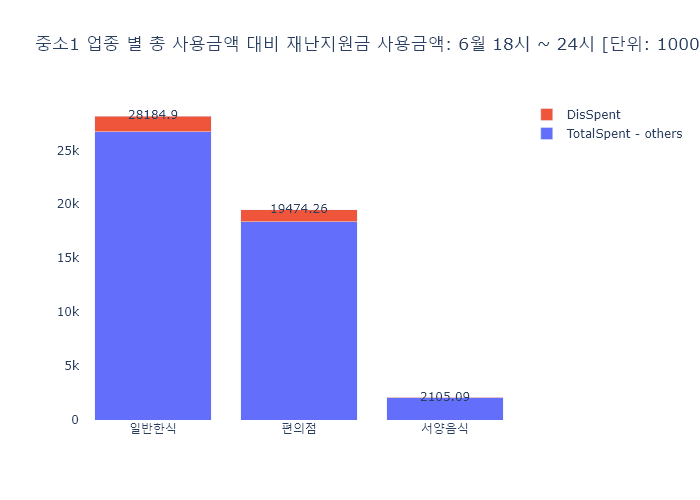 중소1 업종 별 총 사용금액 대비 재난지원금 사용금액: 6월 18시 ~ 24시 [단위: 1000
DisSpent
TotalSpent - others
28184.9
19474.26
2105.09
25k
20k
15k
10k
5k
0
일반한식
편의점
서양음식